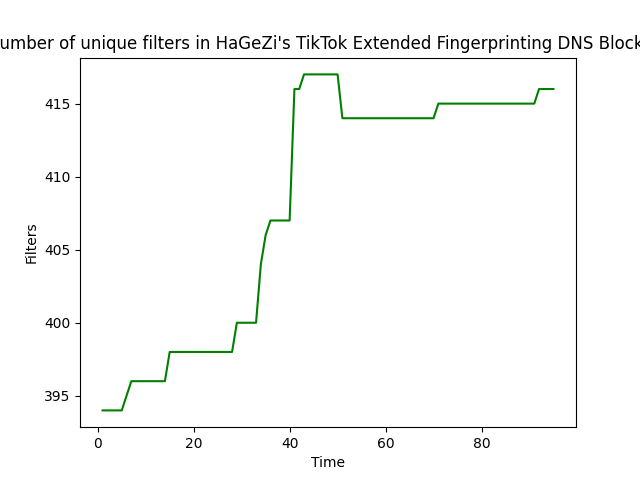 umber of unique filters in HaGeZi's TikTok Extended Fingerprinting DNS Block
415
410
405
400
395
Filters
0 20 40 60 80
Time